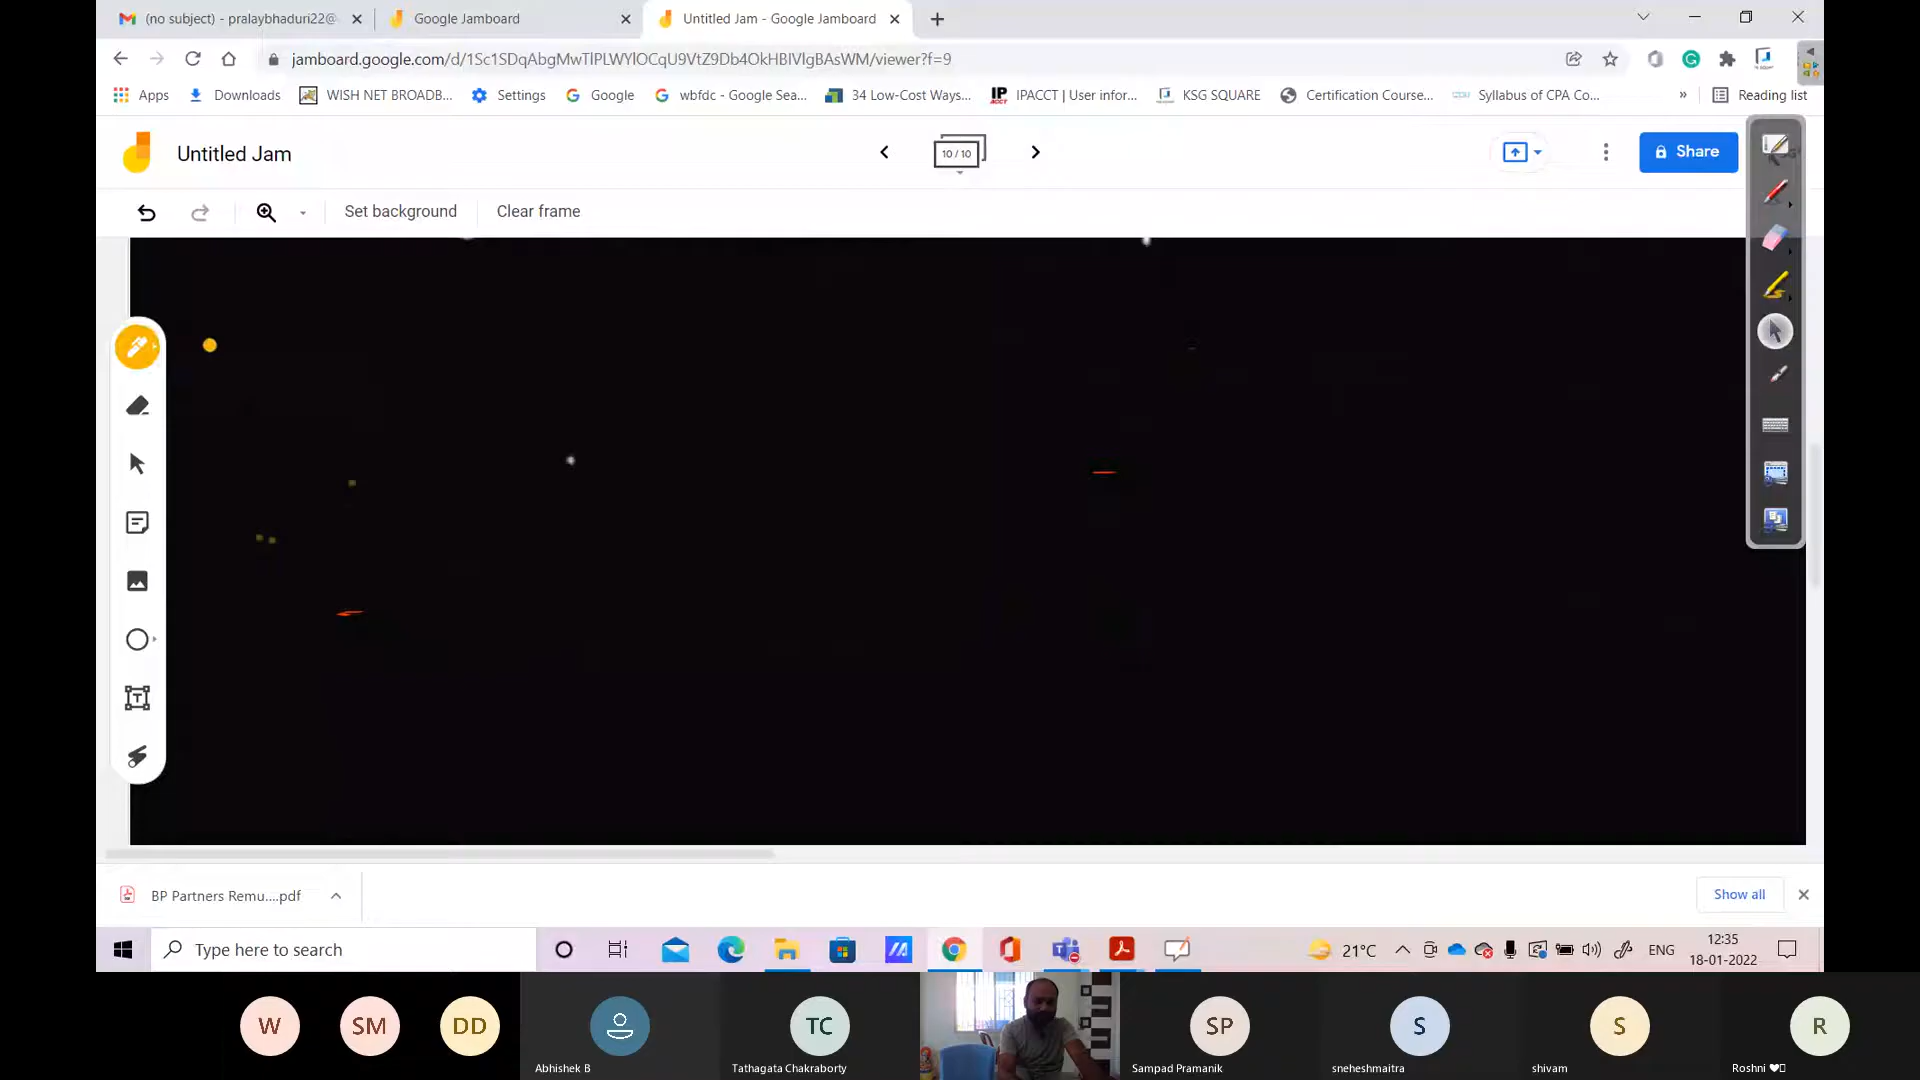 (no subject) - pralaybhaduri22@
Google Jamboard
Untitled Jam - Google Jamboard
jamboard.google.com/d/1Sc1SDqAbgMwTlPLWYlOCqU9VtZ9Db4OkHBIVlgBAsWM/viewer?f=9
Apps
Downloads
WISH NET BROADB...
Settings
Google
wbfdc - Google Sea...
34 Low-Cost Ways...
IPACCT | User infor...
KSG SQUARE
Certification Course...
Syllabus of CPA Co...
»
Reading list
Untitled Jam
10 / 10
Share
Set background
Clear frame
BP Partners Remu....pdf
Show all
Type here to search
21°C
ENG
12:35
18-01-2022
W
SM
DD
TC
SP
S
S
R
Abhishek B
Tathagata Chakraborty
Sampad Pramanik
sneheshmaitra
shivam
Roshni ❤